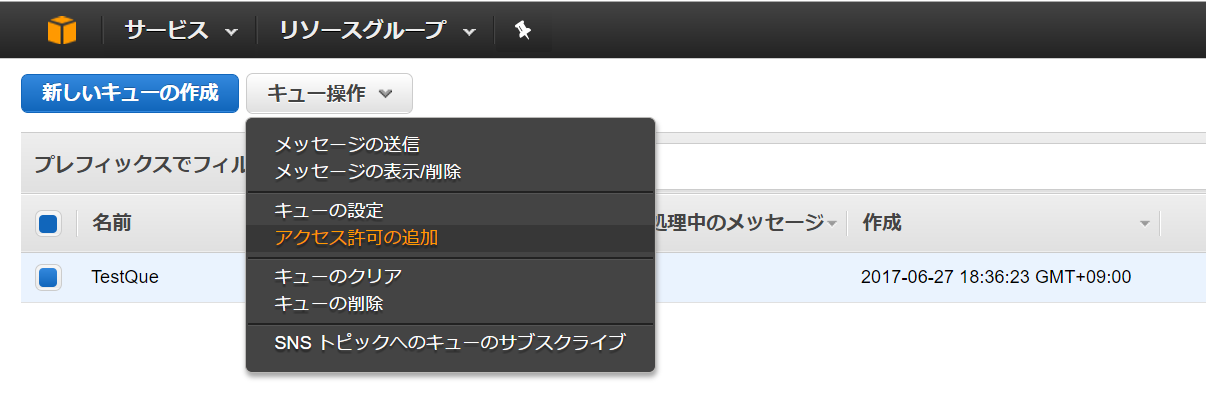 サービス リソースグループ
新しいキューの作成 キュー操作
メッセージの送信
メッセージの表示/削除
プレフィックスでフィル
キューの設定
名前 処理中のメッセージ 作成
アクセス許可の追加
キューのクリア
TestQue 2017-06-27 18:36:23 GMT+09:00
キューの削除
SNS トピックへのキューのサブスクライブ